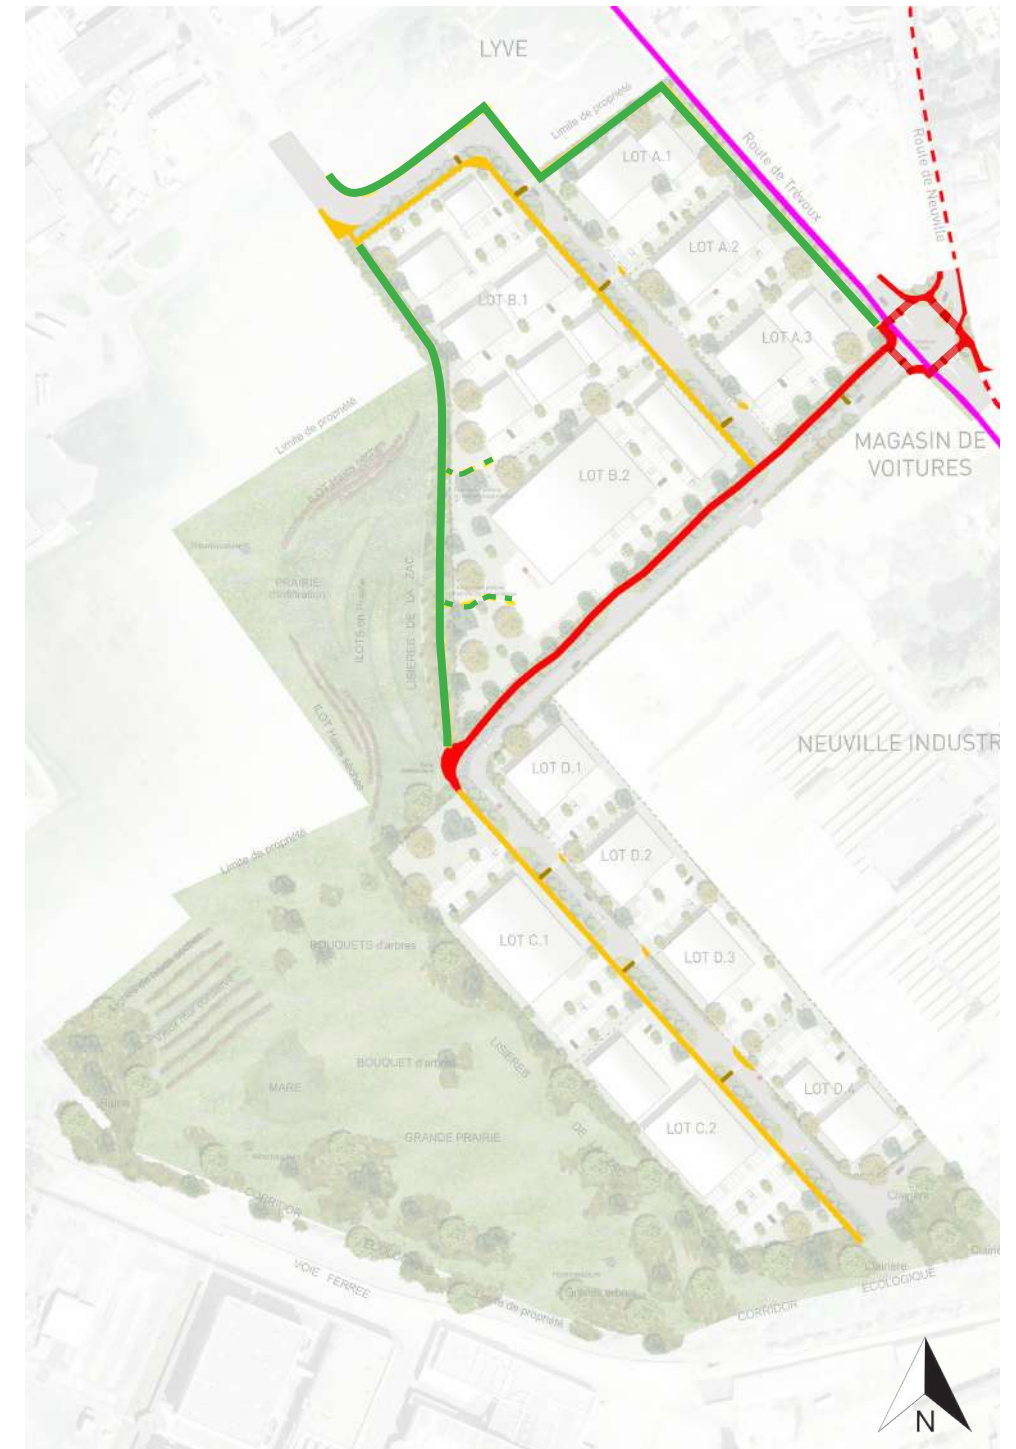 LYVE
Limite de propriété
LOT A.1
Route de Trévoux
Route de Neuville
LOT A.2
LOT B.1
LOT A.3
Limite de propriété
MAGASIN DE
VOITURES
LOT B.2
PRAIRIE
d'infiltration
ILOTS en Prairie
LISIERES DE LA ZAC
NEUVILLE INDUSTR
LOT D.1
Limite de propriété
LOT D.2
LOT C.1
BOUQUETS d'arbres
LOT D.3
LISIERES
DE
BOUQUET d'arbres
MARE
LOT D.4
LOT C.2
GRANDE PRAIRIE
CORRIDOR
Clairière
VOIE FERREE
Clairière
ECOLOGIQUE
CORRIDOR
N